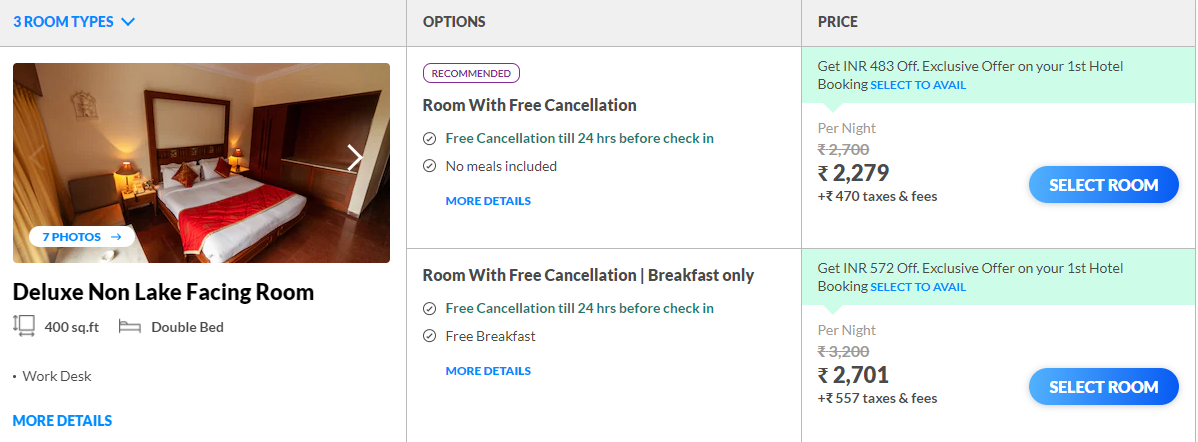 3 ROOM TYPES
OPTIONS
PRICE
7 PHOTOS
Deluxe Non Lake Facing Room
400 sq.ft
Double Bed
· Work Desk
MORE DETAILS
RECOMMENDED
Room With Free Cancellation
Free Cancellation till 24 hrs before check in
No meals included
MORE DETAILS
Get INR 483 Off. Exclusive Offer on your 1st Hotel
Booking SELECT TO AVAIL
Per Night
₹ 2,700
₹ 2,279
+₹ 470 taxes & fees
SELECT ROOM
Room With Free Cancellation | Breakfast only
Free Cancellation till 24 hrs before check in
Free Breakfast
MORE DETAILS
Get INR 572 Off. Exclusive Offer on your 1st Hotel
Booking SELECT TO AVAIL
Per Night
₹ 3,200
₹ 2,701
+₹ 557 taxes & fees
SELECT ROOM